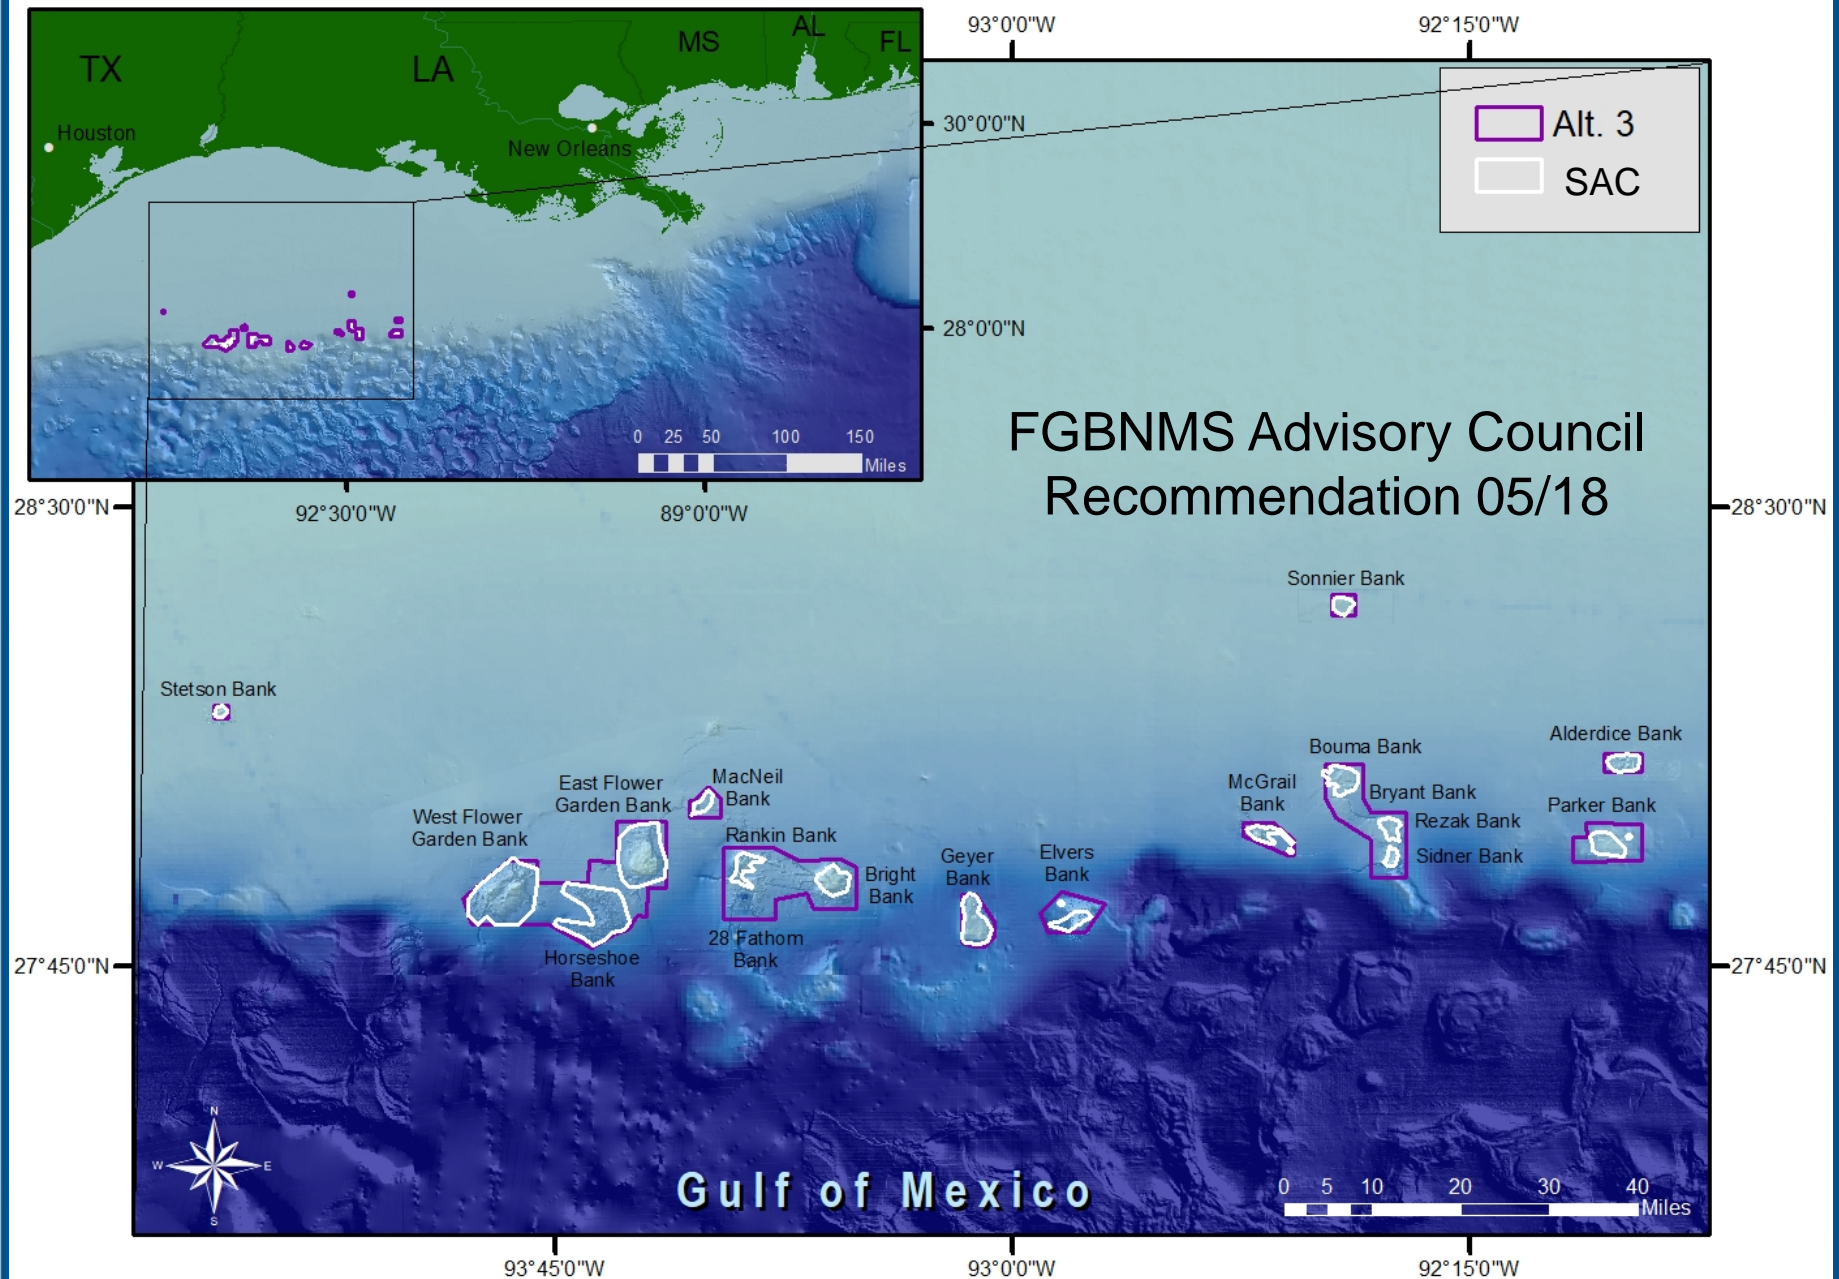 93°0'0"W
92°15'0"W
TX
LA
MS
AL
FL
Houston
New Orleans
30°0'0"N
28°0'0"N
Alt. 3
SAC
0 25 50 100 150
Miles
92°30'0"W
89°0'0"W
FGBNMS Advisory Council
Recommendation 05/18
28°30'0"N
28°30'0"N
Sonnier Bank
Stetson Bank
Alderdice Bank
Bouma Bank
East Flower
Garden Bank
MacNeil
Bank
McGrail
Bank
Bryant Bank
Parker Bank
West Flower
Garden Bank
Rankin Bank
Rezak Bank
Sidner Bank
Geyer
Bank
Elvers
Bank
Bright
Bank
28 Fathom
Bank
Horseshoe
Bank
27°45'0"N
27°45'0"N
N
W
E
S
Gulf of Mexico
0 5 10 20 30 40
Miles
93°45'0"W
93°0'0"W
92°15'0"W